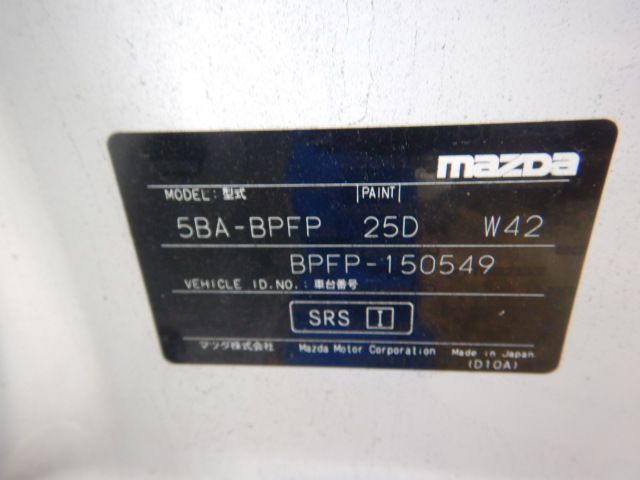 mazDa
MODEL: 型式 PAINT
5BA-BPFP 25D W42
BPFP-150549
VEHICLE ID.NO.: 車台番号
SRS I
マツダ株式会社 Mazda Motor Corporation Made in Japan
(D10A)